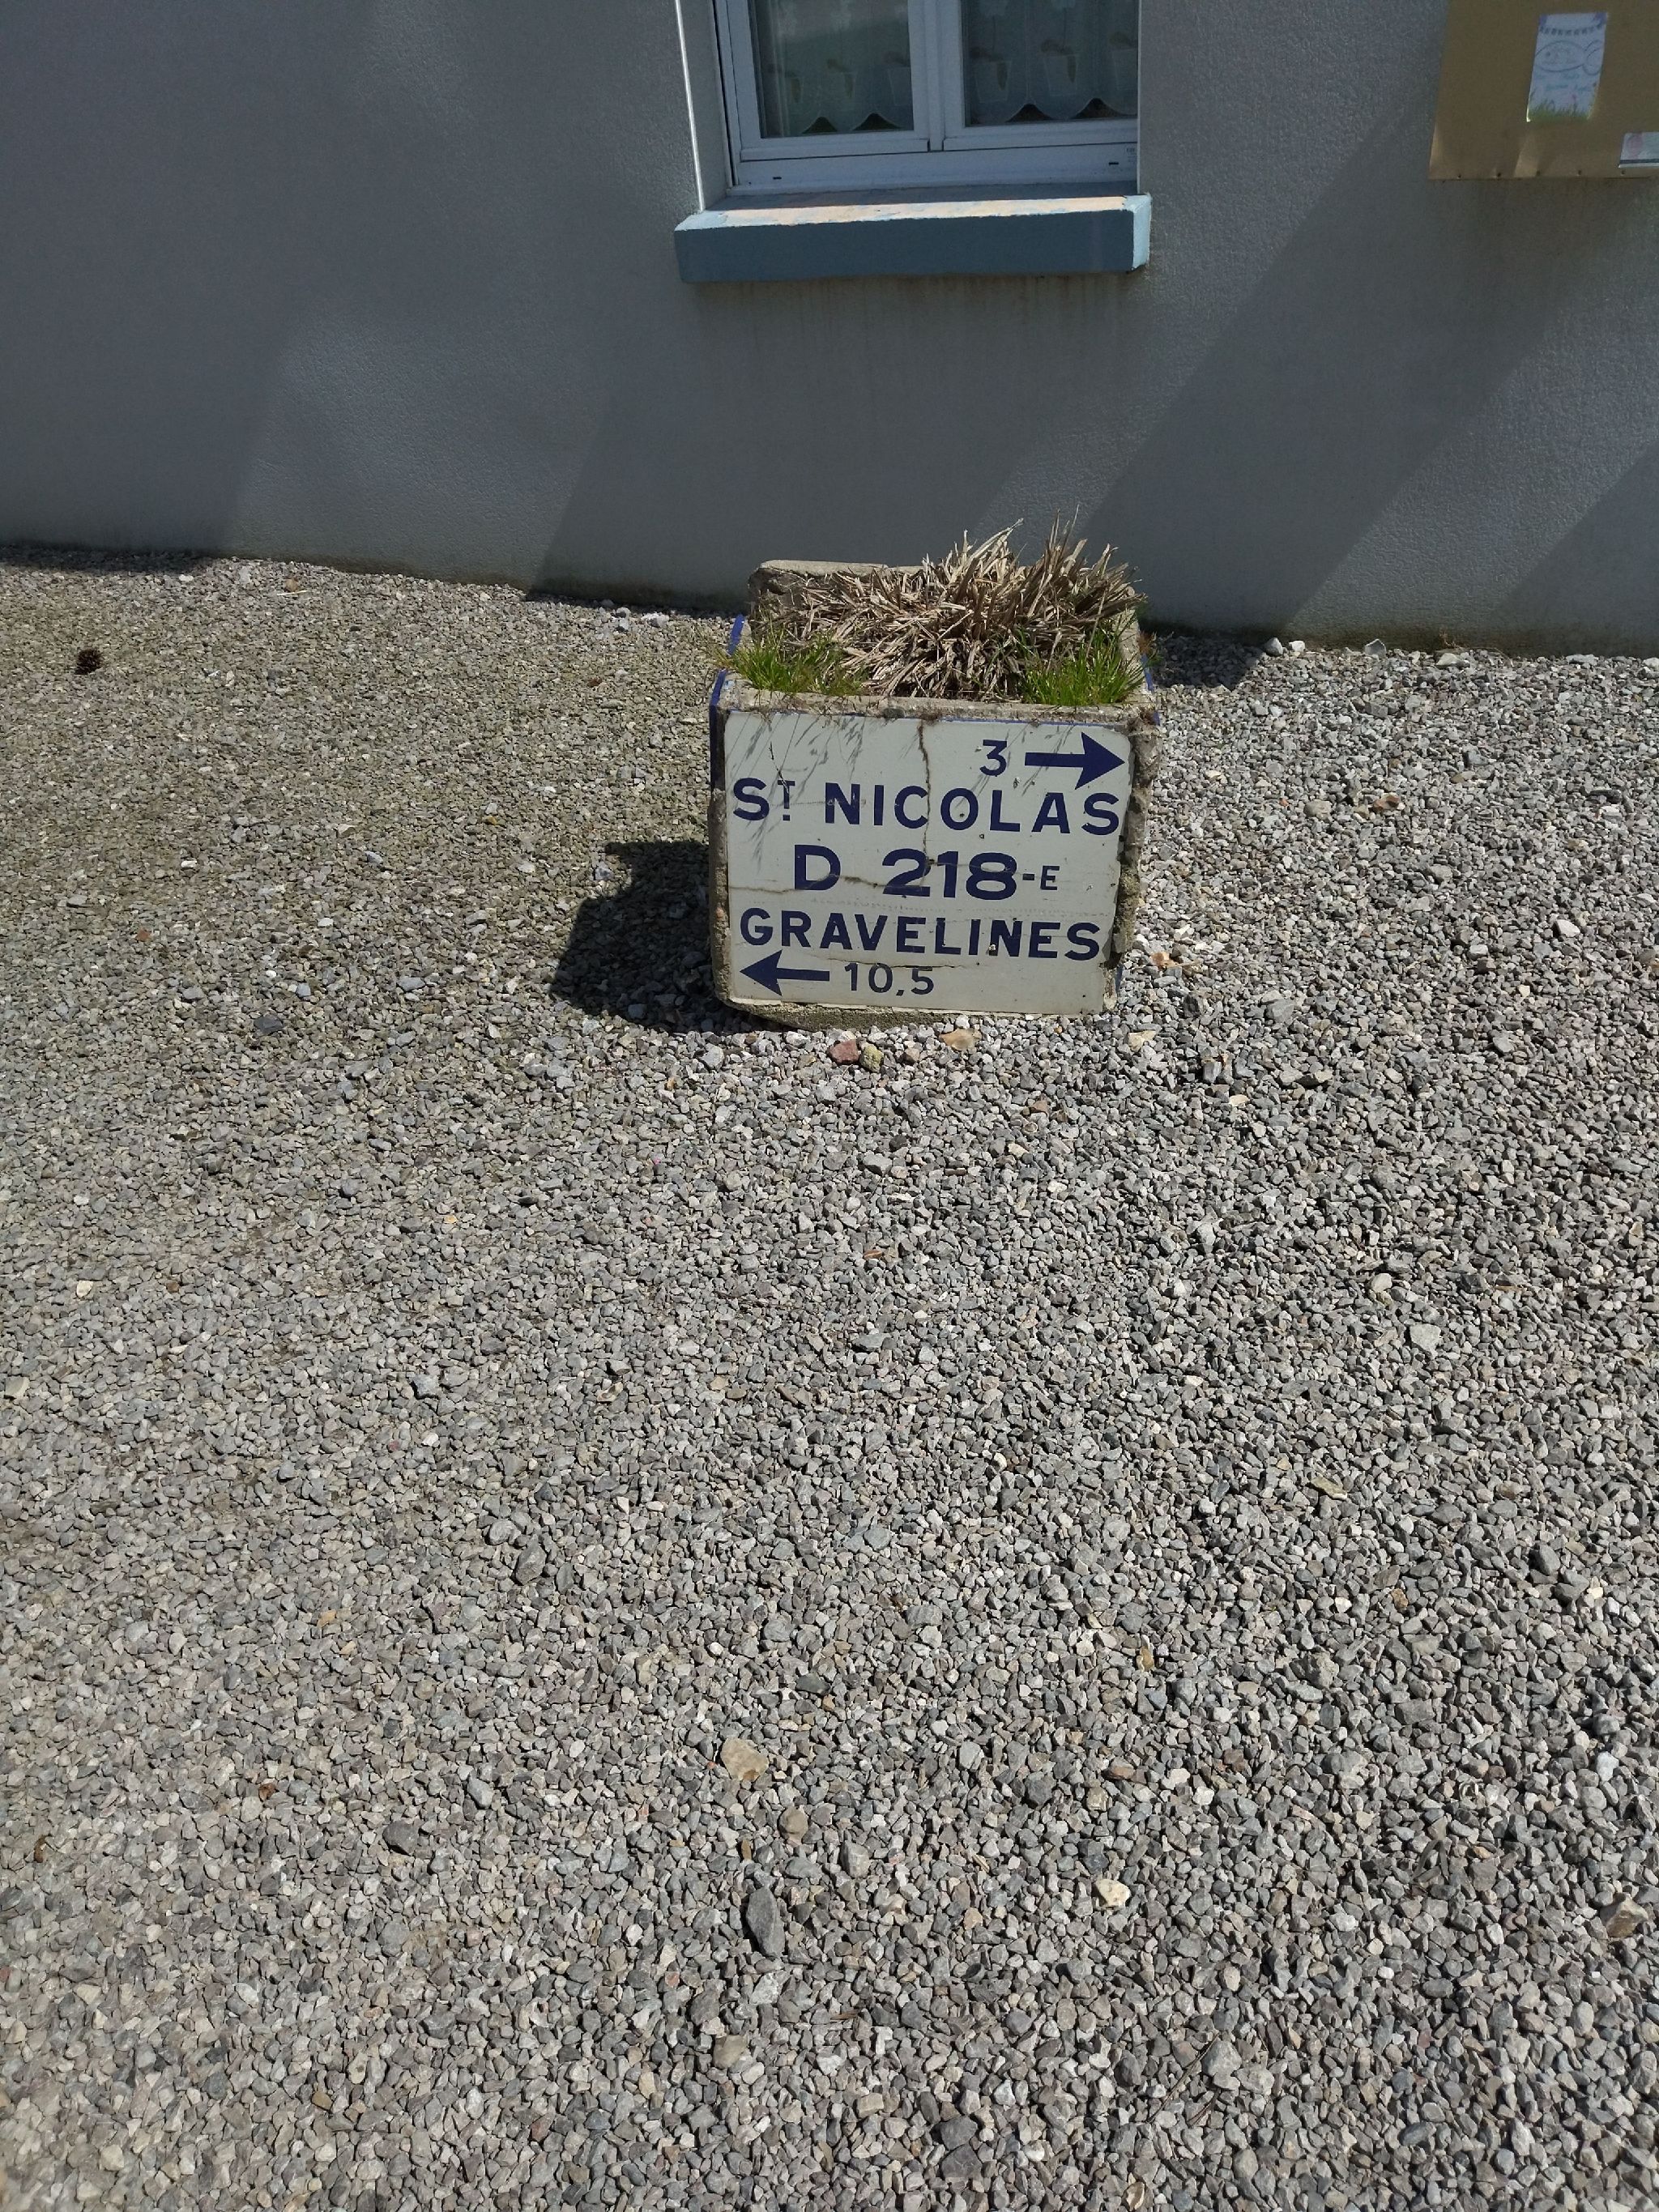 3 →
ST NICOLAS
D 218-E
GRAVELINES
← 10,5